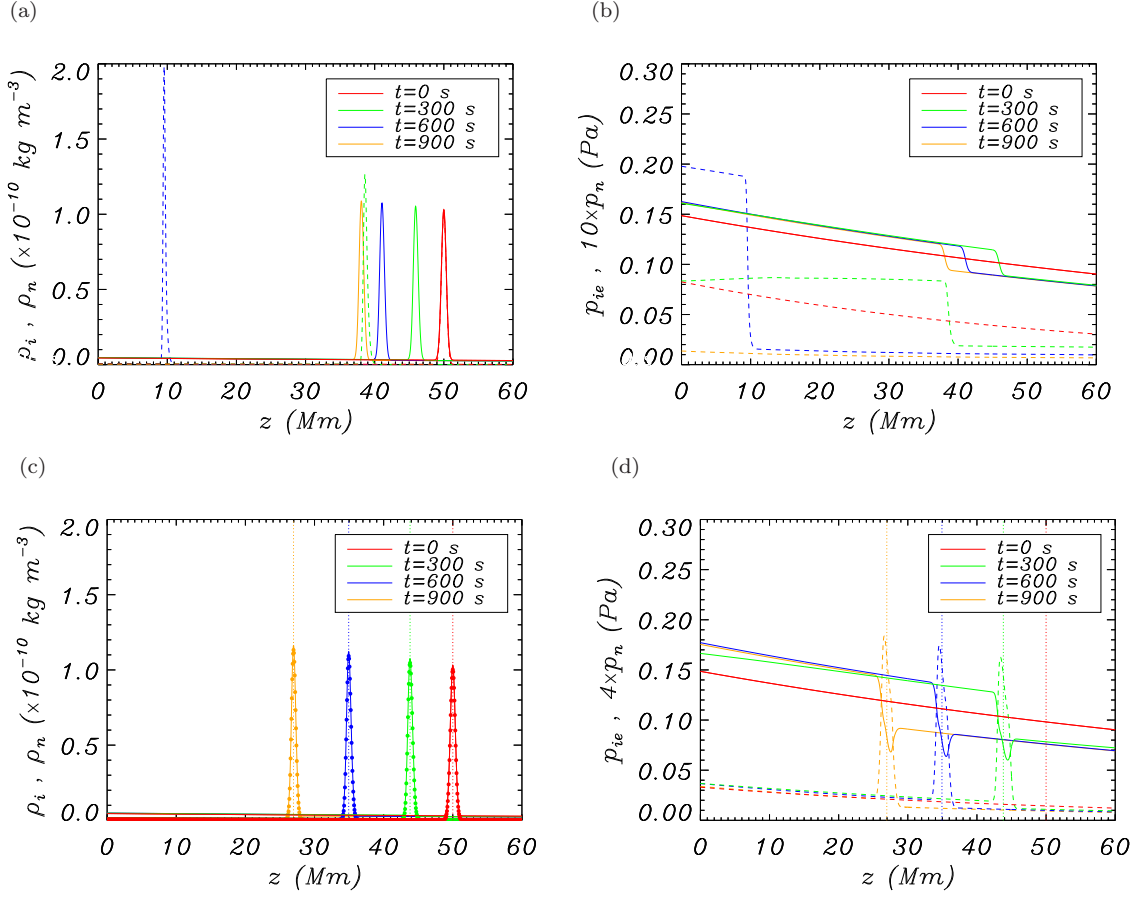 (a)
2.0
1.5
1.0
0.5
0.0
ρi , ρn (×10−10 kg m−3)
t=0 s
t=300 s
t=600 s
t=900 s
0 10 20 30 40 50 60
z (Mm)
(b)
0.30
0.25
0.20
0.15
0.10
0.05
0.00
pie , 10×pn (Pa)
t=0 s
t=300 s
t=600 s
t=900 s
0 10 20 30 40 50 60
z (Mm)
(c)
2.0
1.5
1.0
0.5
0.0
ρi , ρn (×10−10 kg m−3)
t=0 s
t=300 s
t=600 s
t=900 s
0 10 20 30 40 50 60
z (Mm)
(d)
0.30
0.25
0.20
0.15
0.10
0.05
0.00
pie , 4×pn (Pa)
t=0 s
t=300 s
t=600 s
t=900 s
0 10 20 30 40 50 60
z (Mm)